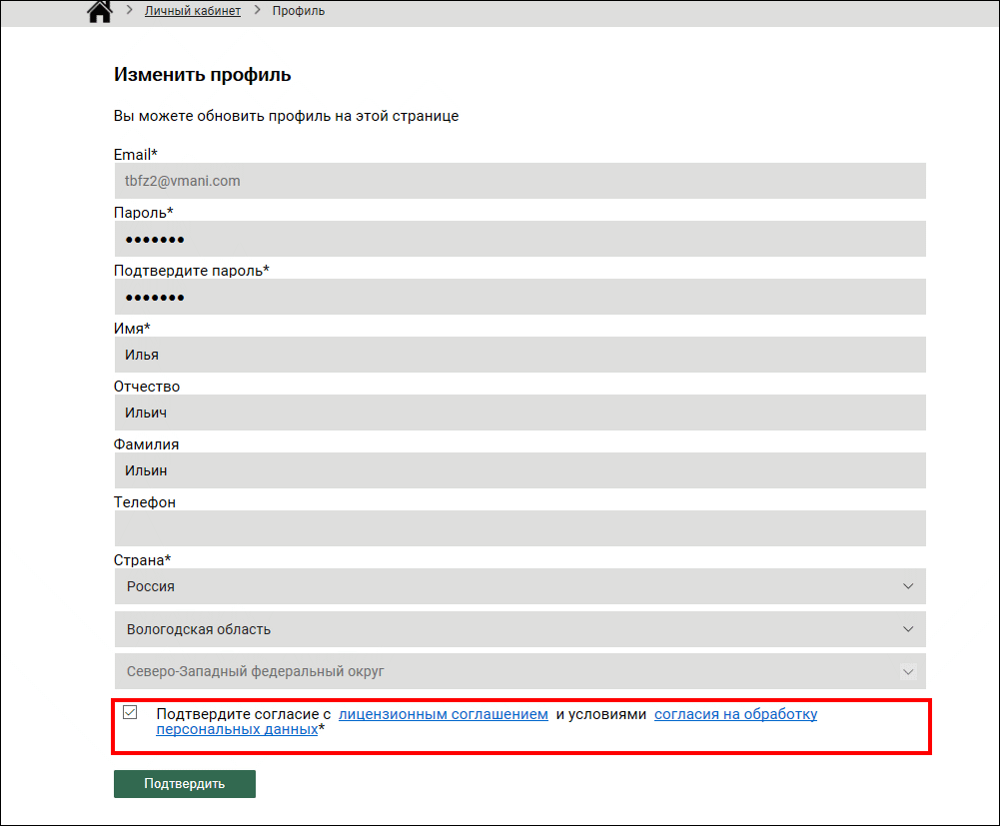 Личный кабинет > Профиль
Изменить профиль
Вы можете обновить профиль на этой странице
Email*
tbfz2@vmani.com
Пароль*
•••••••
Подтвердите пароль*
•••••••
Имя*
Илья
Отчество
Ильич
Фамилия
Ильин
Телефон
Страна*
Россия
Вологодская область
Северо-Западный федеральный округ
Подтвердите согласие с лицензионным соглашением и условиями согласия на обработку
персональных данных*
Подтвердить